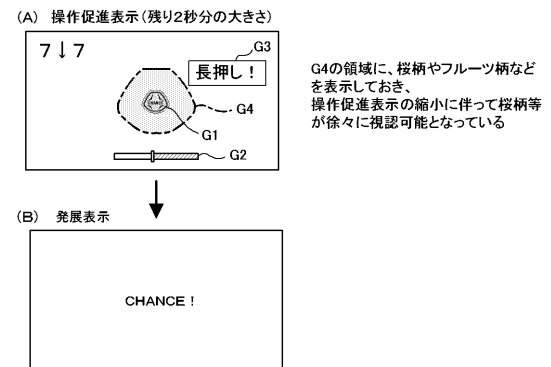 (A) 操作促進表示(残り2秒分の大きさ)
7↓7
G3
長押し!
G4
CHANCE
G1
G2
G4の領域に、桜柄やフルーツ柄など
を表示しておき、
操作促進表示の縮小に伴って桜柄等
が徐々に視認可能となっている
(B) 発展表示
CHANCE!